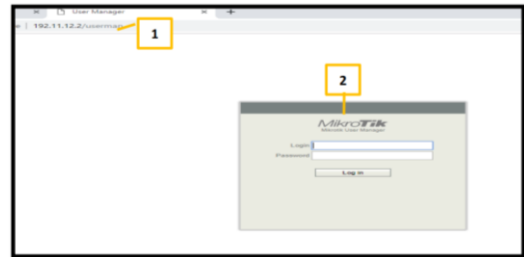 User Manager
192.11.12.2/userman
1
2
MikroTik
Mikrotik User Manager
Login
Password
Log in